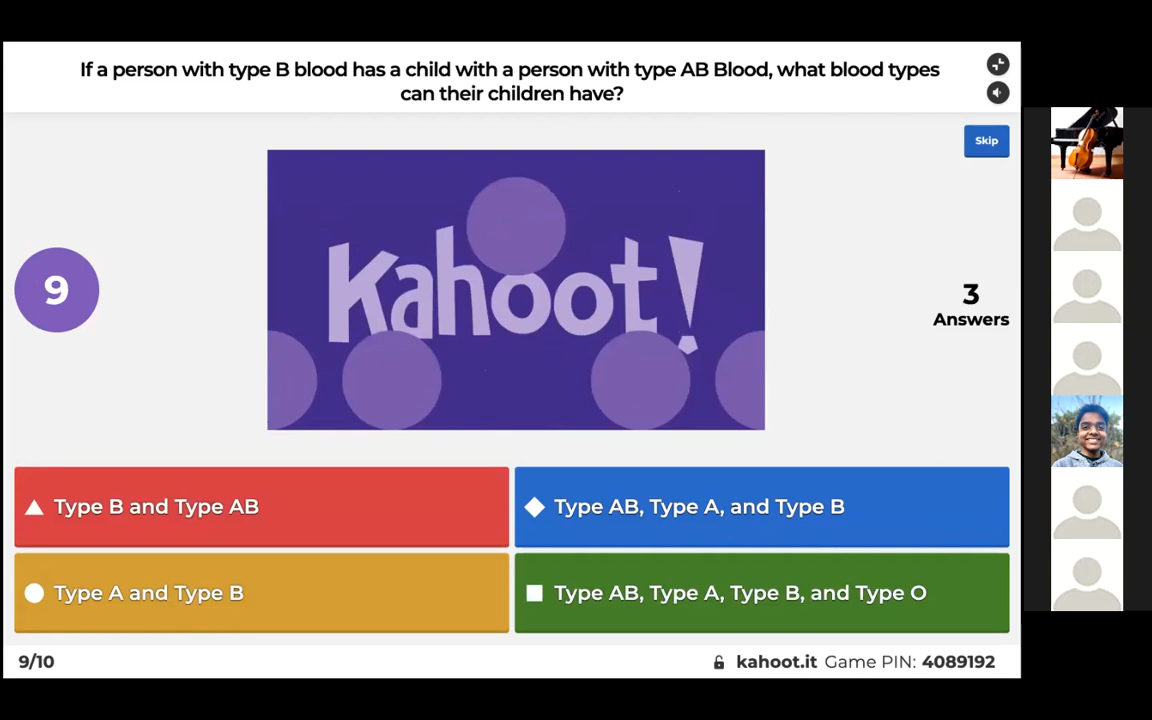 If a person with type B blood has a child with a person with type AB Blood, what blood types
can their children have?
Skip
9
Kahoot!
3
Answers
Type B and Type AB
Type AB, Type A, and Type B
Type A and Type B
Type AB, Type A, Type B, and Type O
9/10
kahoot.it Game PIN: 4089192